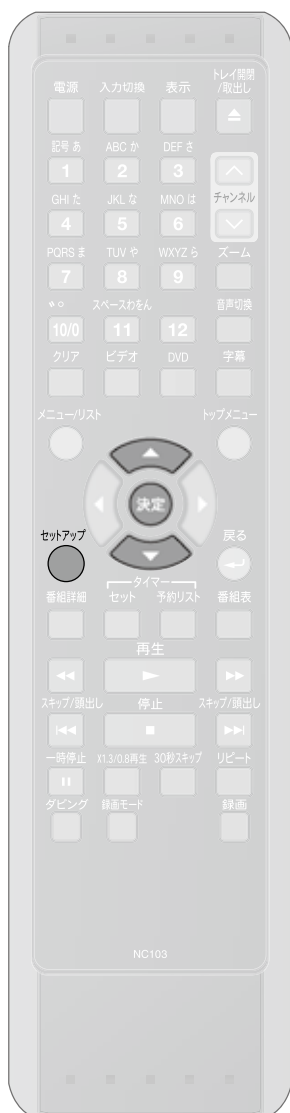 トレイ開閉
電源 入力切換 表示 /取出し
記号 あ ABC か DEF さ
1 2 3
GHI た JKL な MNO は チャンネル
4 5 6
PQRS ま TUV や WXYZ ら ズーム
7 8 9
゛゜ スペースわをん 音声切換
10/0 11 12
クリア ビデオ DVD 字幕
メニュー/リスト トップメニュー
決定
セットアップ 戻る
タイマー
番組詳細 セット 予約リスト 番組表
再生
スキップ/頭出し 停止 スキップ/頭出し
一時停止 X1.3/0.8再生 30秒スキップ リピート
ダビング 録画モード 録画
NC103